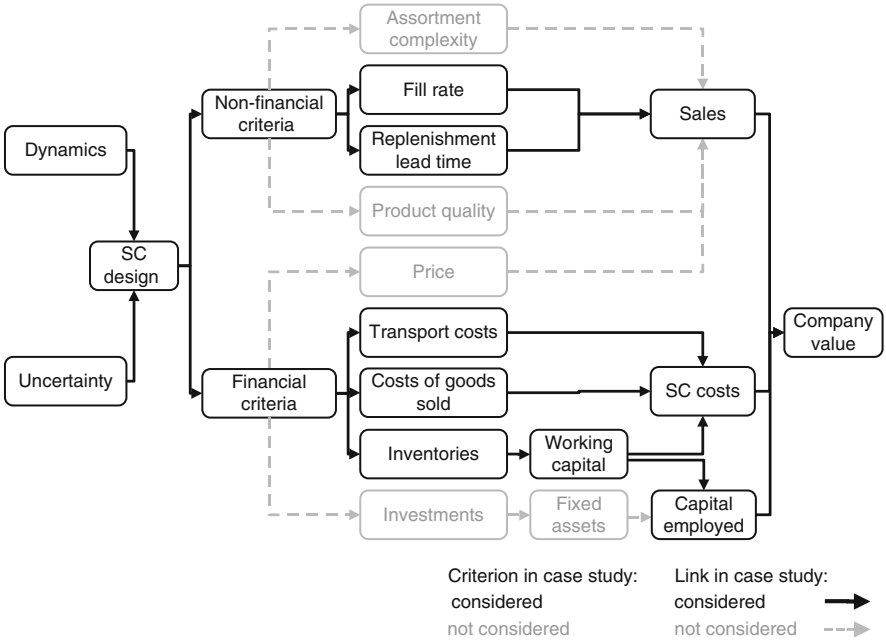 Assortment
complexity
Fill rate
Non-financial
criteria
Sales
Replenishment
lead time
Dynamics
Product quality
SC
design
Price
Transport costs
Company
value
Uncertainty
Financial
criteria
Costs of goods
sold
SC costs
Inventories
Working
capital
Investments
Fixed
assets
Capital
employed
Criterion in case study:
considered
not considered
Link in case study:
considered
not considered